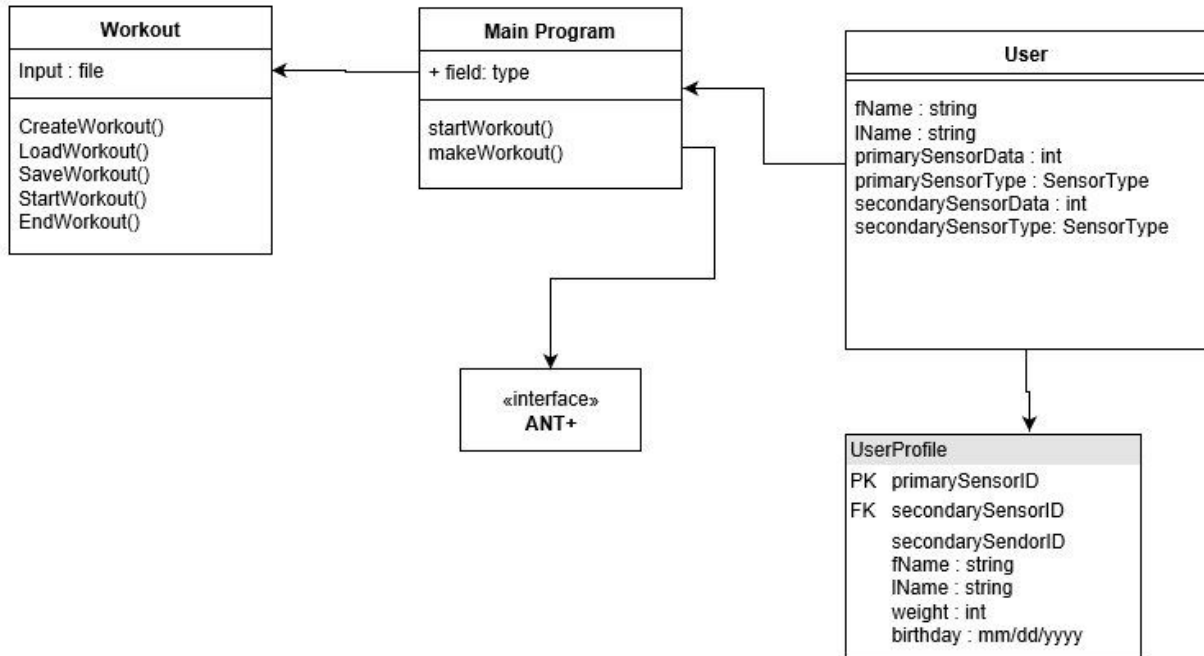 Workout
Input : file
CreateWorkout()
LoadWorkout()
SaveWorkout()
StartWorkout()
EndWorkout()
Main Program
+ field: type
startWorkout()
makeWorkout()
User
fName : string
lName : string
primarySensorData : int
primarySensorType : SensorType
secondarySensorData : int
secondarySensorType: SensorType
«interface»
ANT+
UserProfile
PK primarySensorID
FK secondarySensorID
secondarySendorID
fName : string
lName : string
weight : int
birthday : mm/dd/yyyy